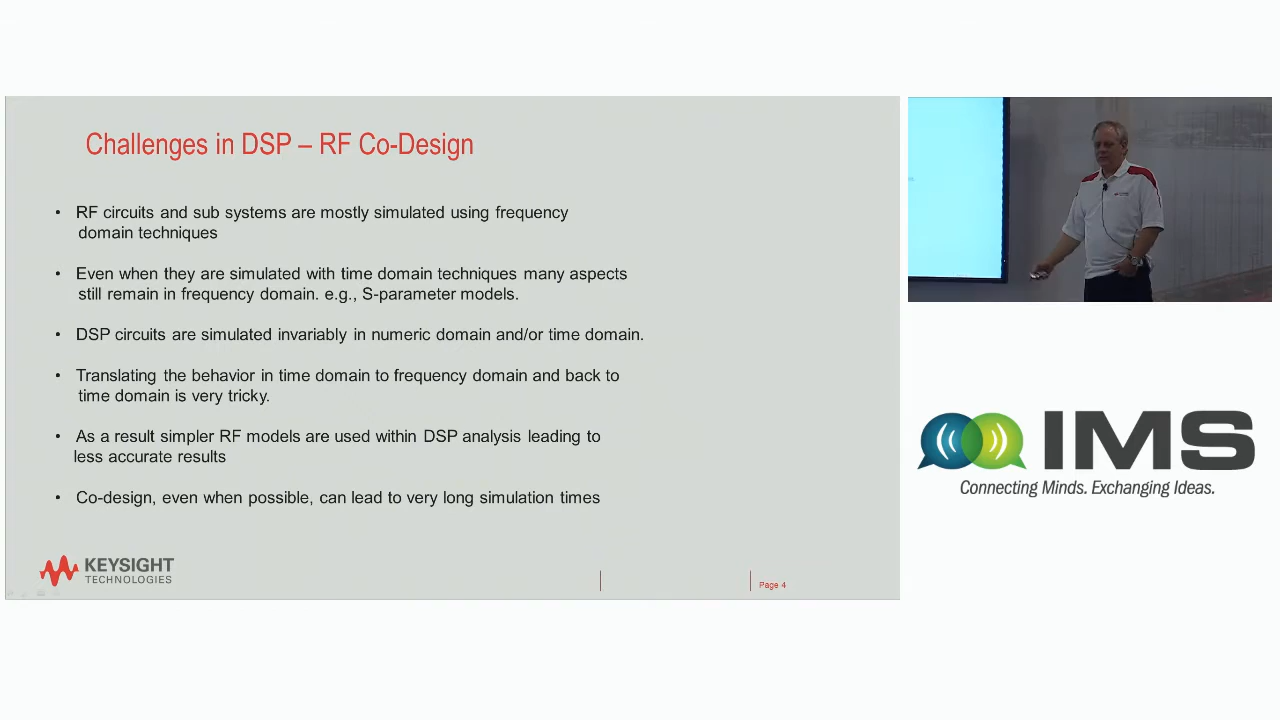 Challenges in DSP – RF Co-Design
• RF circuits and sub systems are mostly simulated using frequency
domain techniques
• Even when they are simulated with time domain techniques many aspects
still remain in frequency domain. e.g., S-parameter models.
• DSP circuits are simulated invariably in numeric domain and/or time domain.
• Translating the behavior in time domain to frequency domain and back to
time domain is very tricky.
• As a result simpler RF models are used within DSP analysis leading to
less accurate results
• Co-design, even when possible, can lead to very long simulation times
KEYSIGHT
TECHNOLOGIES
Page 4
IMS
Connecting Minds. Exchanging Ideas.